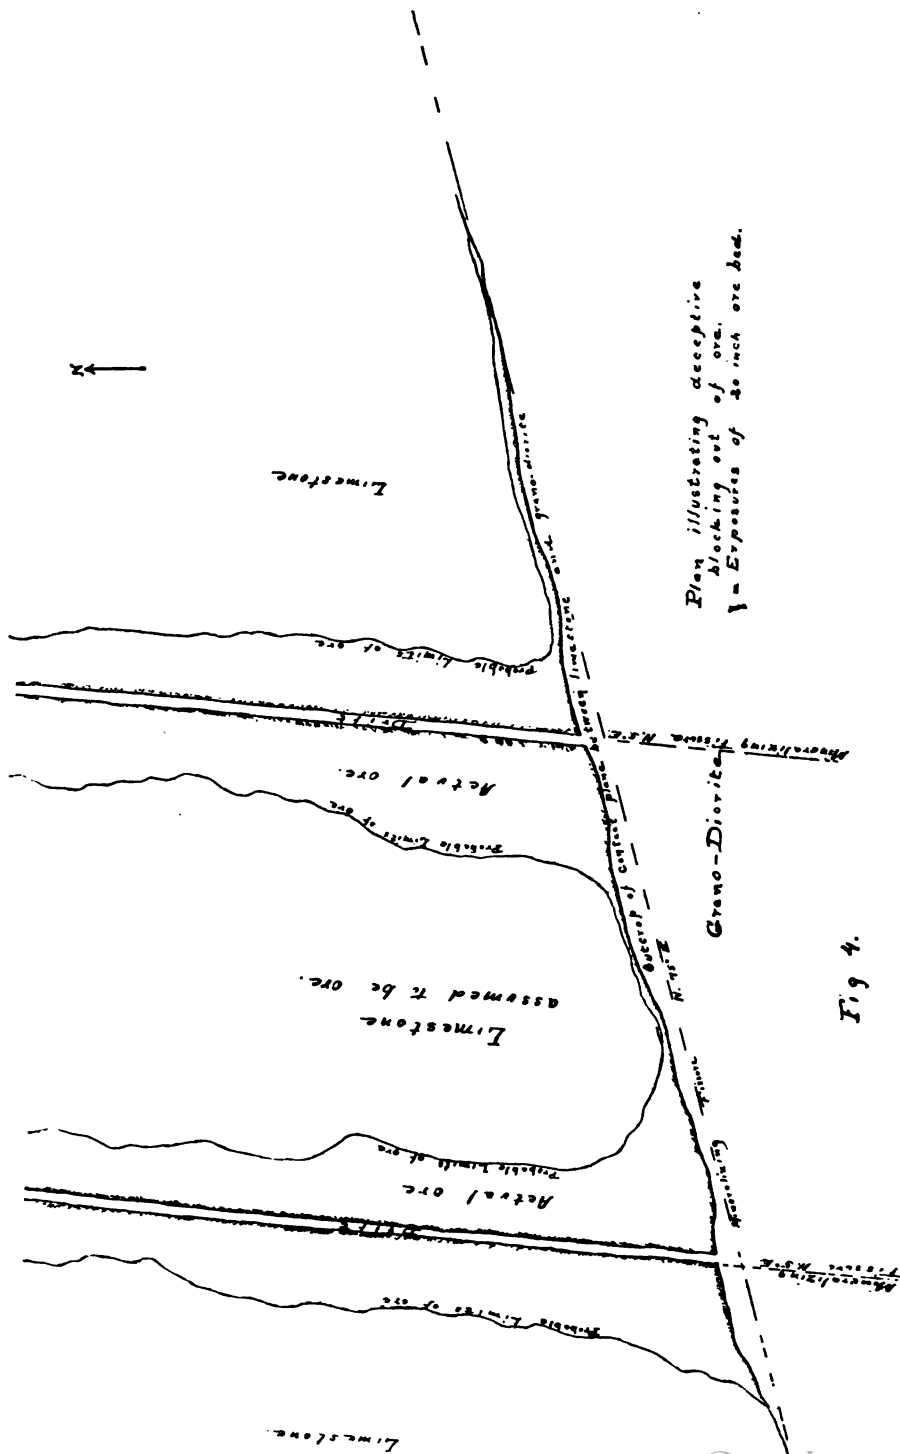 N
Limestone
Outcrop of contact plane between limestone and grano-diorite
Probable Limits of ore
Drift
Actual ore.
Probable Limits of ore
Mineralizing fissure N.5°E
Limestone
assumed to be ore.
Grano-Diorite
Mineralizing fissure N.75°E
Probable Limits of ore
Actual ore
Drift
Mineralizing
fissure N.5°E
Probable Limits of ore
Limestone.
Plan illustrating deceptive
blocking out of ore.
= Exposures of 20 inch ore bed.
Fig 4.